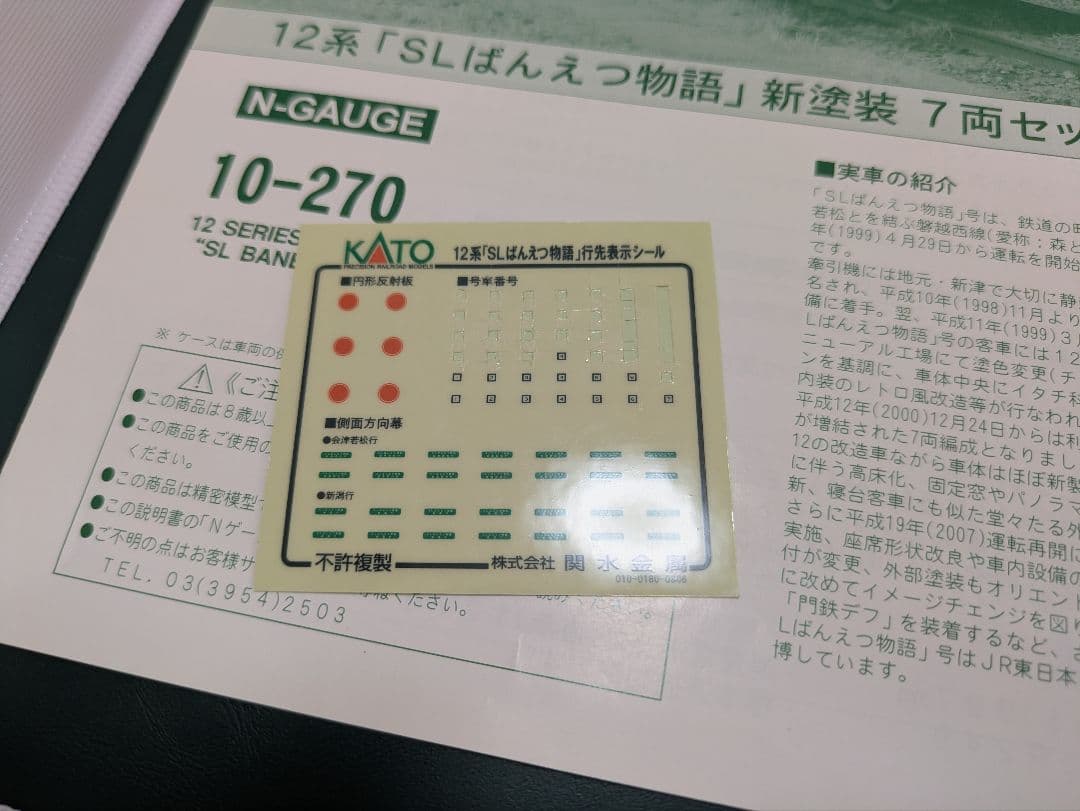 12系「SLばんえつ物語」新塗装 7両セッ
N-GAUGE
10-270
12 SERIES
"SL BANE
※ ケースは車両の
《ご注
●この商品は8歳以
●この商品をご使用の
ください。
●この商品は精密模型
●この説明書の「Nゲー
●ご不明の点はお客様サ
TEL. 03(3954)2503
ください。
KATO
PRECISION RAILROAD MODELS
12系「SLばんえつ物語」行先表示シール
■円形反射板
■号車番号
■側面方向幕
●会津若松行
●新潟行
不許複製
株式会社 関水金属
010-0180-0806
■実車の紹介
「SLばんえつ物語」号は、鉄道の町
若松とを結ぶ磐越西線(愛称:森と
年(1999)4月29日から運転を開始
です。
牽引機には地元・新津で大切に静
名され、平成10年(1998)11月より
備に着手。翌、平成11年(1999)3
Lばんえつ物語」号の客車には12
ニューアル工場にて塗色変更(チ
ンを基調に、車体中央にイタチ科
内装のレトロ風改造等が行なわれ
平成12年(2000)12月24日からは利
が増結された7両編成となりまし
12の改造車ながら車体はほぼ新製
に伴う高床化、固定窓やパノラマ
新、寝台客車にも似た堂々たる外
さらに平成19年(2007)運転再開に
実施、座席形状改良や車内設備の
付が変更、外部塗装もオリエント
に改めてイメージチェンジを図り
「門鉄デフ」を装着するなど、
Lばんえつ物語」号はJR東日本
博しています。